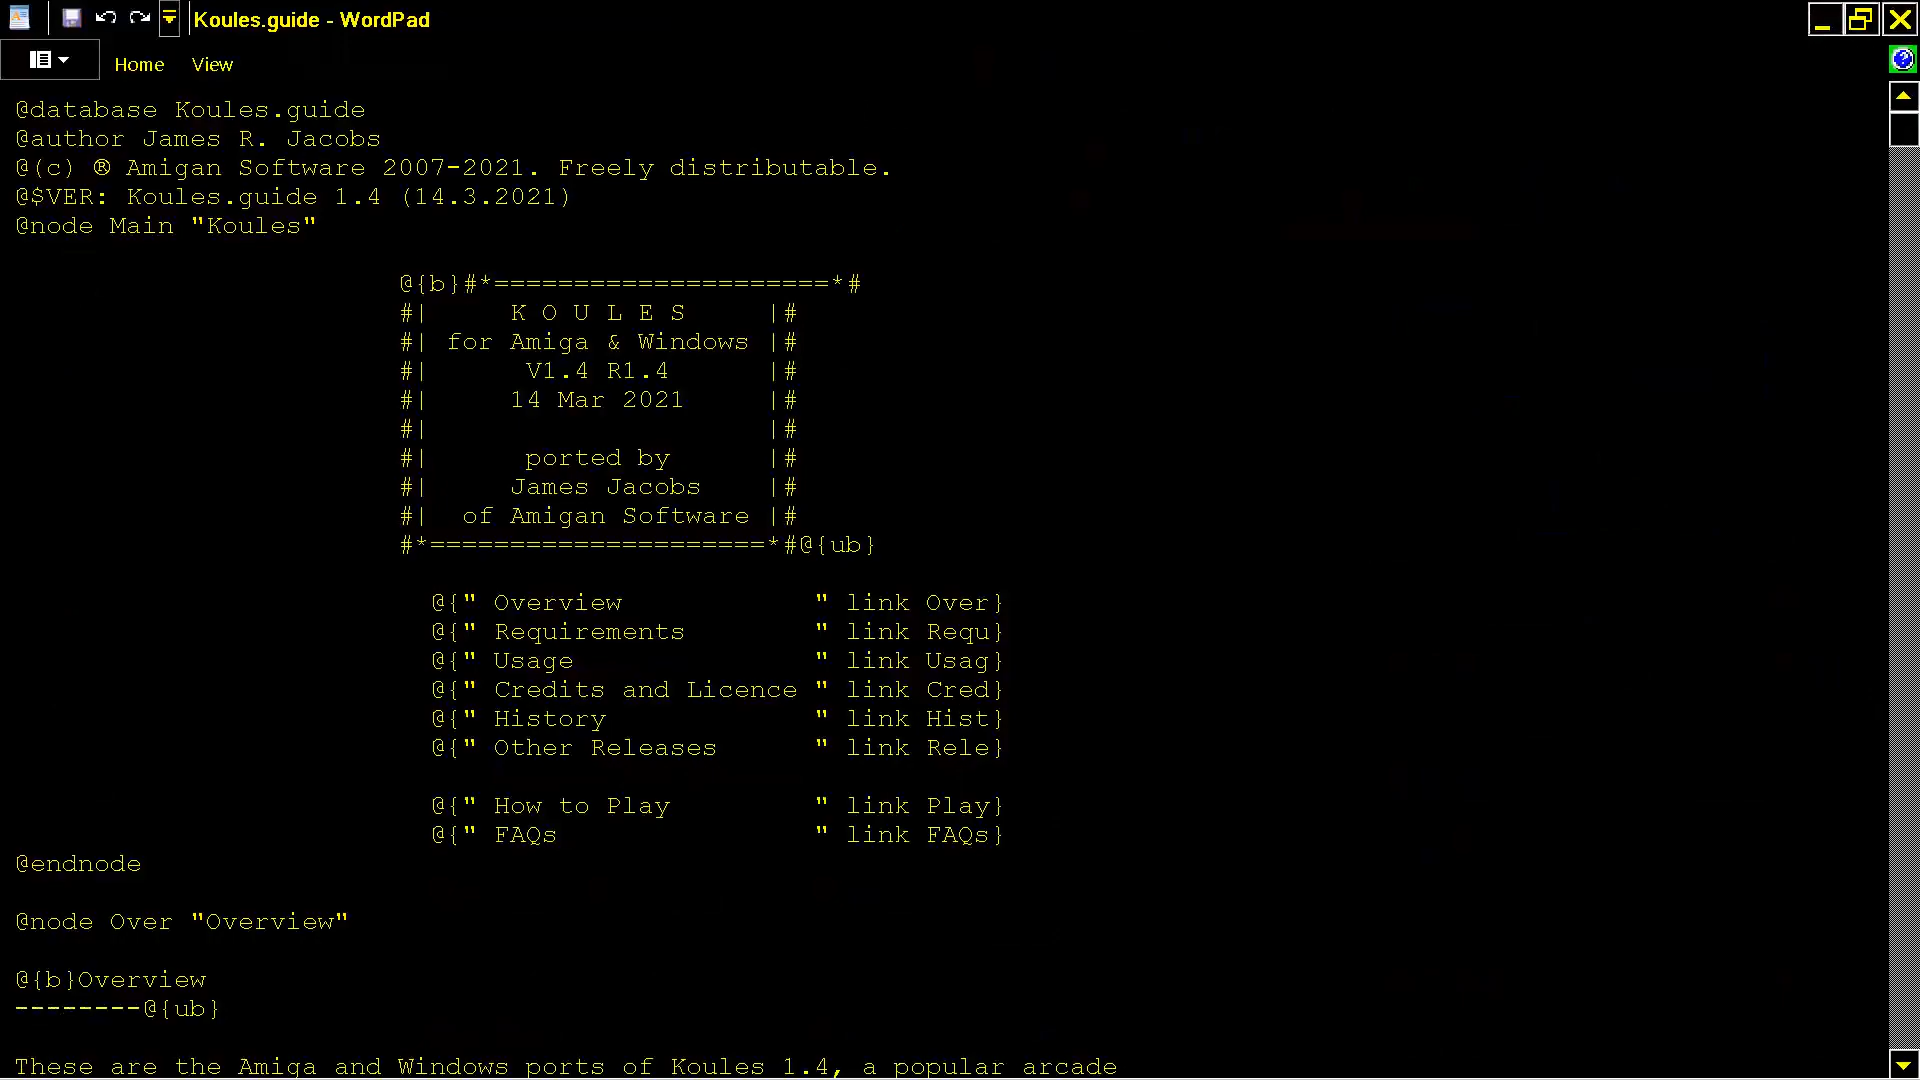 Koules.guide - WordPad
Home View
@database Koules.guide
@author James R. Jacobs
@(c) ® Amigan Software 2007-2021. Freely distributable.
@$VER: Koules.guide 1.4 (14.3.2021)
@node Main "Koules"
@{b}#*=====================*#
#| K O U L E S |#
#| for Amiga & Windows |#
#| V1.4 R1.4 |#
#| 14 Mar 2021 |#
#| |#
#| ported by |#
#| James Jacobs |#
#| of Amigan Software |#
#*=====================*#@{ub}
@{" Overview " link Over}
@{" Requirements " link Requ}
@{" Usage " link Usag}
@{" Credits and Licence " link Cred}
@{" History " link Hist}
@{" Other Releases " link Rele}
@{" How to Play " link Play}
@{" FAQs " link FAQs}
@endnode
@node Over "Overview"
@{b}Overview
--------@{ub}
These are the Amiga and Windows ports of Koules 1.4, a popular arcade